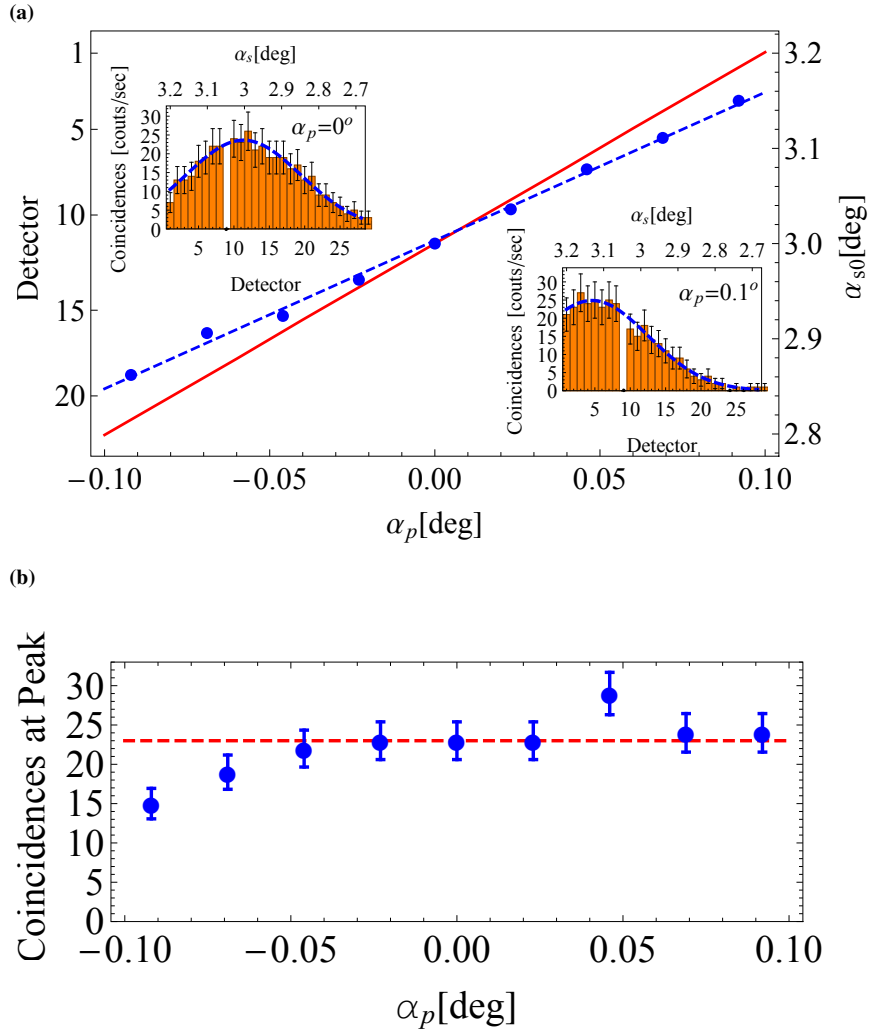 (a)
1
5
10
15
20
Detector
3.2
3.1
3.0
2.9
2.8
α_s0[deg]
−0.10
−0.05
0.00
0.05
0.10
α_p[deg]
α_s[deg]
3.2 3.1 3 2.9 2.8 2.7
Coincidences [couts/sec]
30
25
20
15
10
5
0
α_p=0°
5 10 15 20 25
Detector
α_s[deg]
3.2 3.1 3 2.9 2.8 2.7
Coincidences [couts/sec]
30
25
20
15
10
5
0
α_p=0.1°
5 10 15 20 25
Detector
(b)
Coincidences at Peak
30
25
20
15
10
5
0
−0.10
−0.05
0.00
0.05
0.10
α_p[deg]